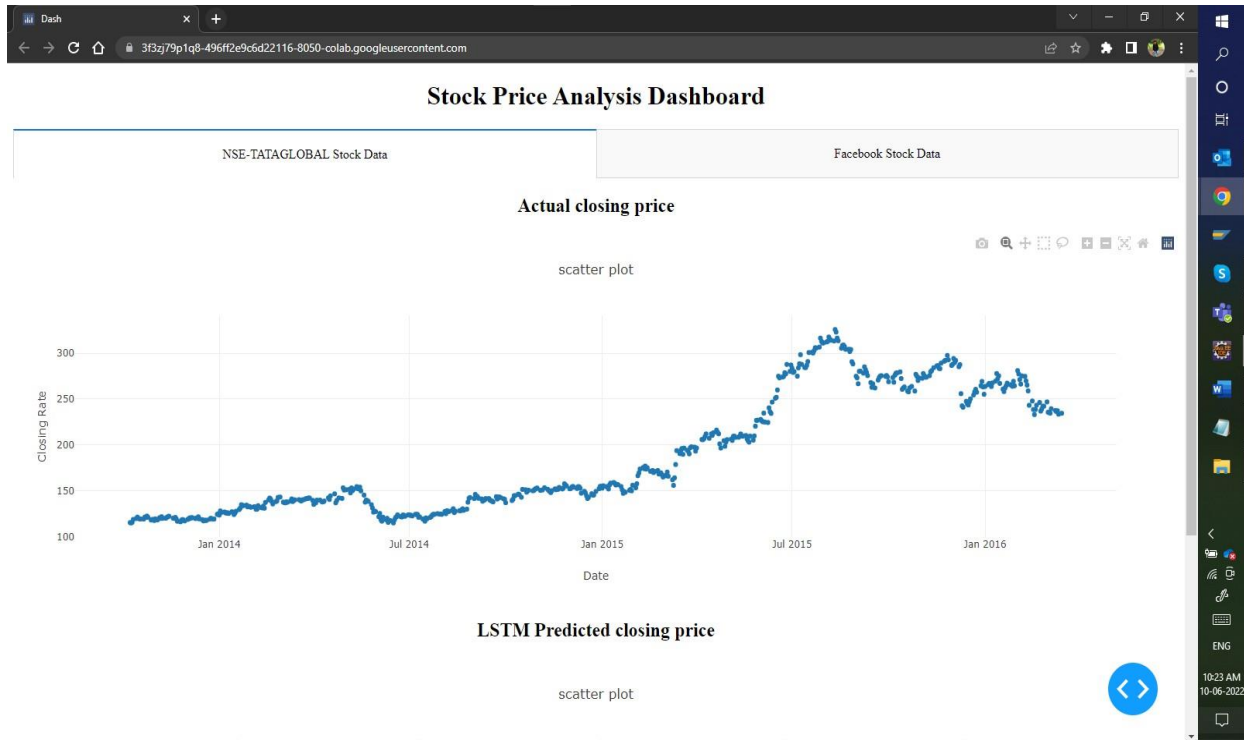 Dash
3f3zj79p1q8-496ff2e9c6d22116-8050-colab.googleusercontent.com
Stock Price Analysis Dashboard
NSE-TATAGLOBAL Stock Data
Facebook Stock Data
Actual closing price
scatter plot
300
250
200
150
100
Closing Rate
Jan 2014
Jul 2014
Jan 2015
Jul 2015
Jan 2016
Date
LSTM Predicted closing price
scatter plot
ENG
10:23 AM
10-06-2022